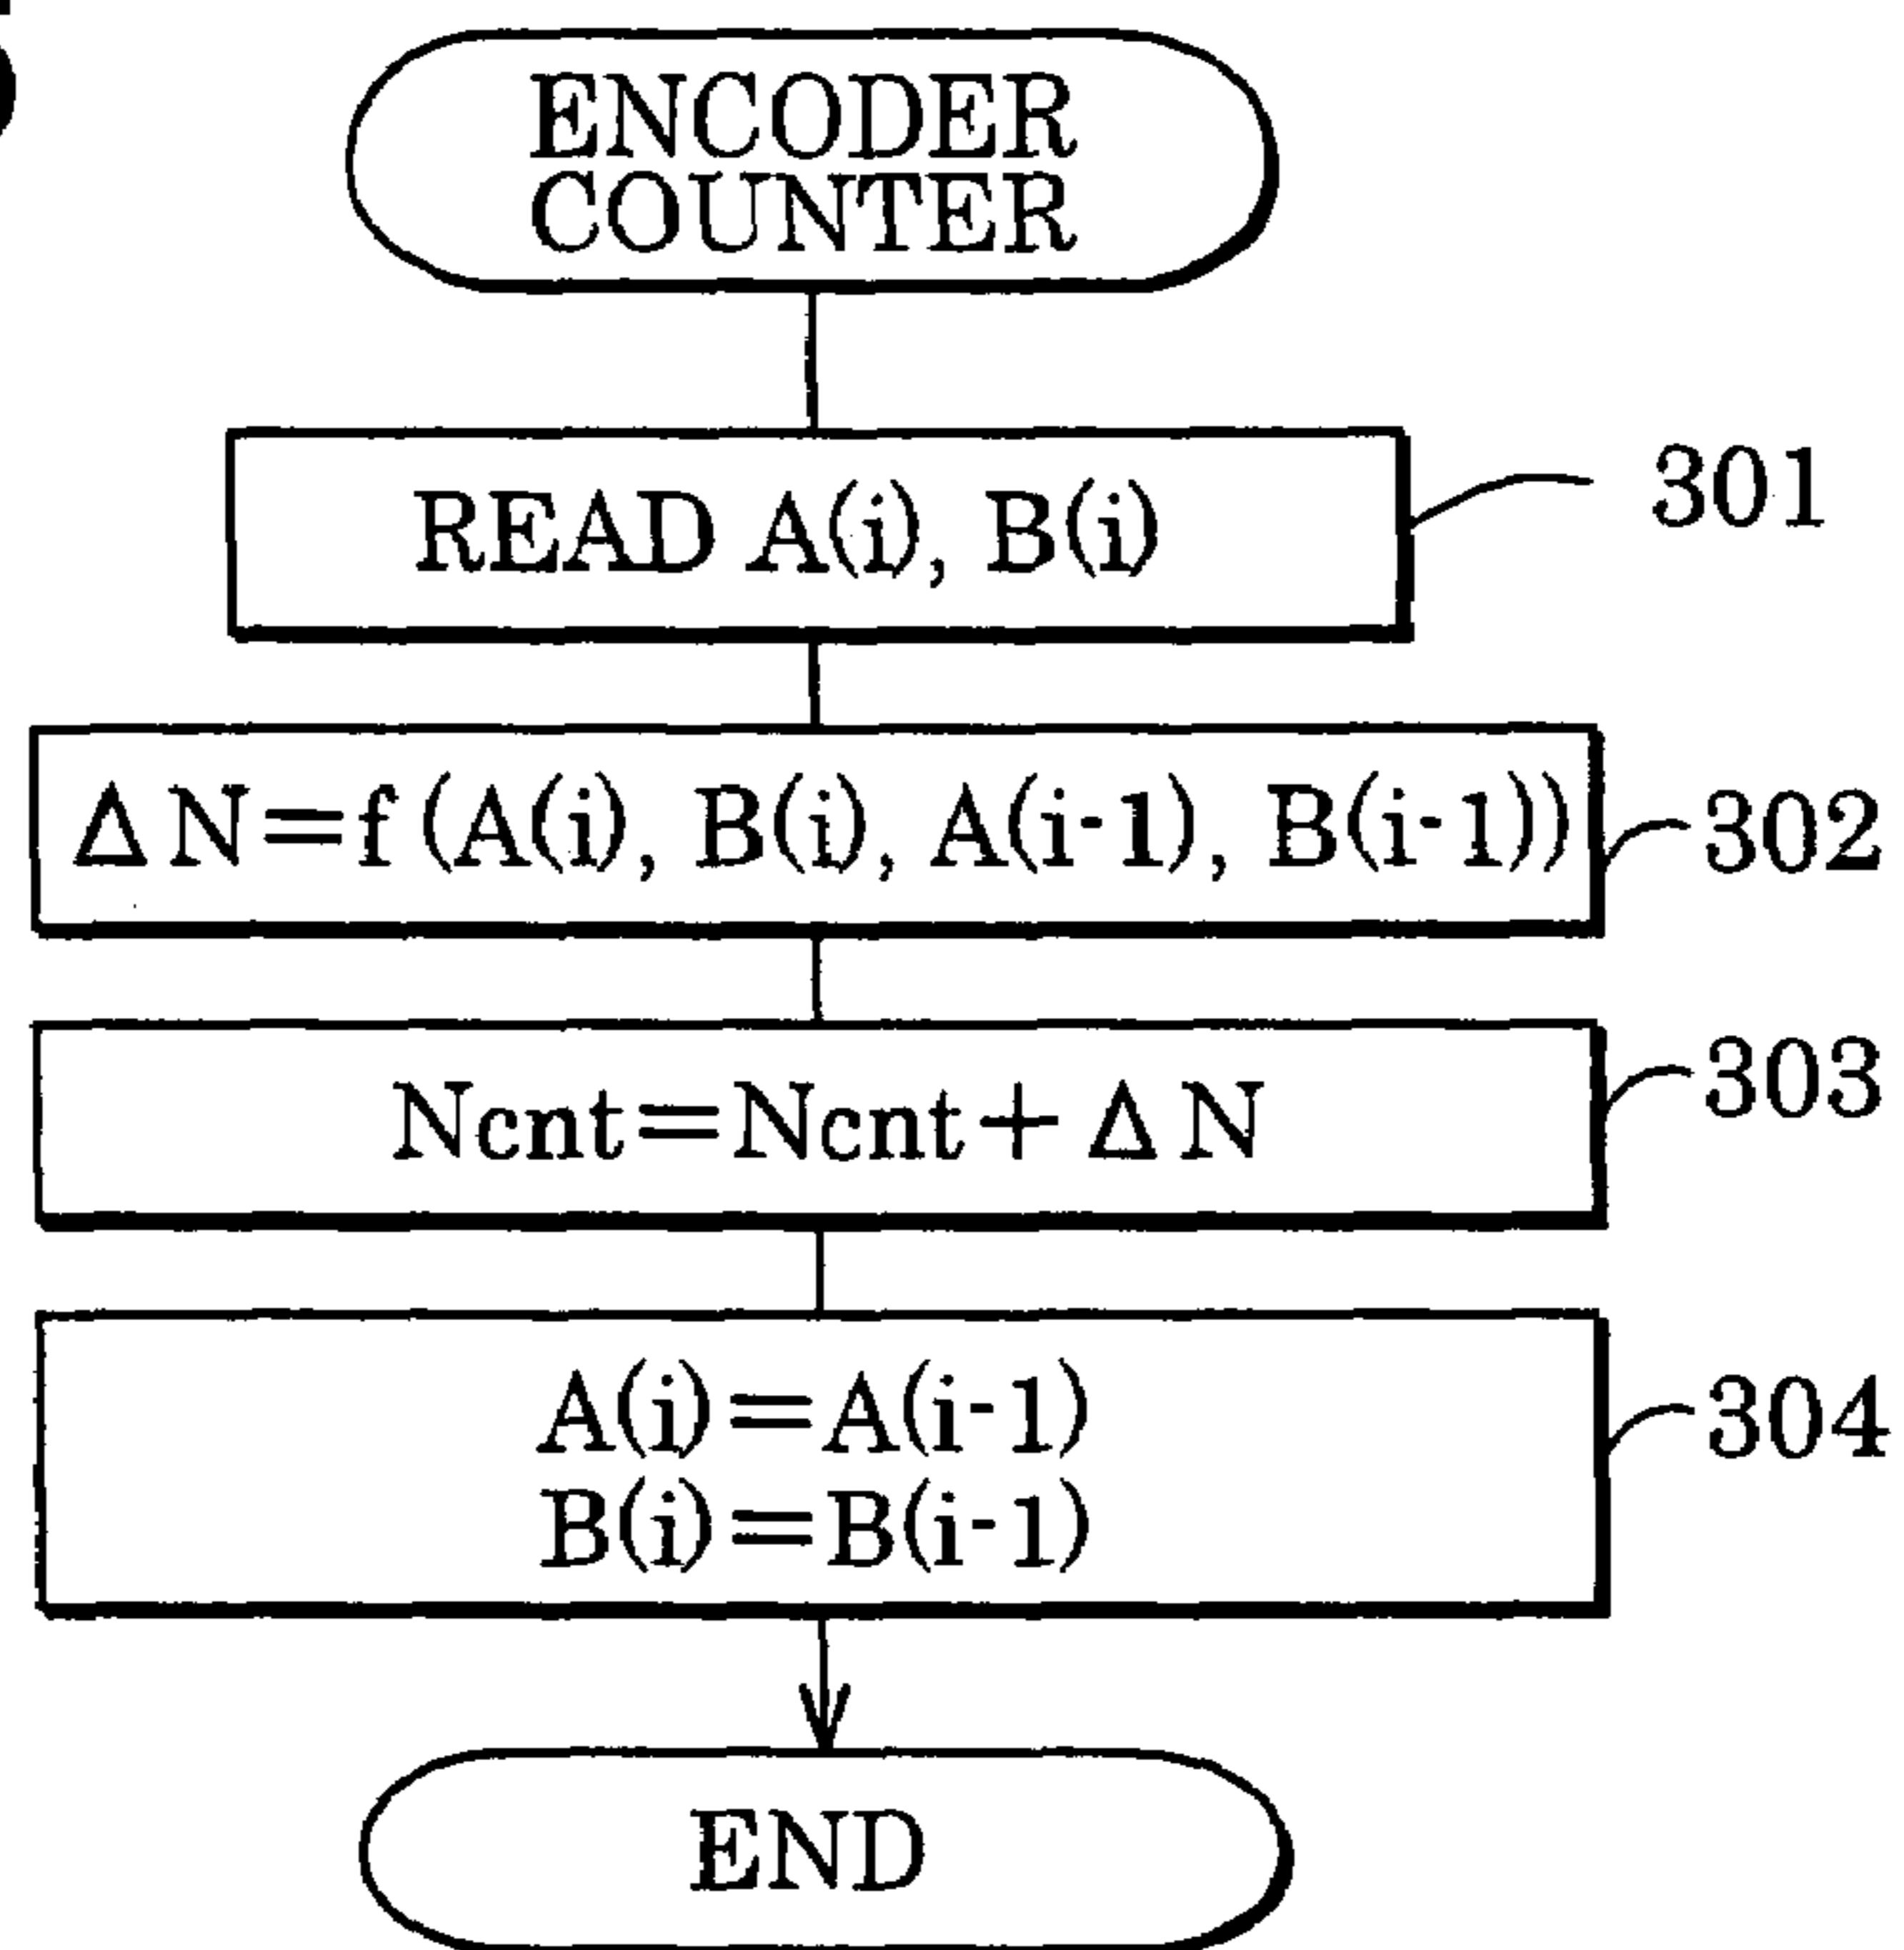 ENCODER
COUNTER
READ A(i), B(i)
301
ΔN=f(A(i), B(i), A(i-1), B(i-1))
302
Ncnt=Ncnt+ΔN
303
A(i)=A(i-1)
B(i)=B(i-1)
304
END